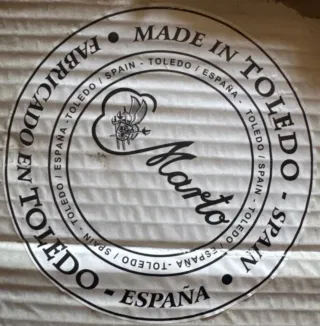 MADE IN TOLEDO - SPAIN •
FABRICADO EN TOLEDO - ESPAÑA •
TOLEDO / SPAIN - TOLEDO / ESPAÑA - TOLEDO / SPAIN - TOLEDO / ESPAÑA - TOLEDO / SPAIN - TOLEDO / ESPAÑA -
Marto